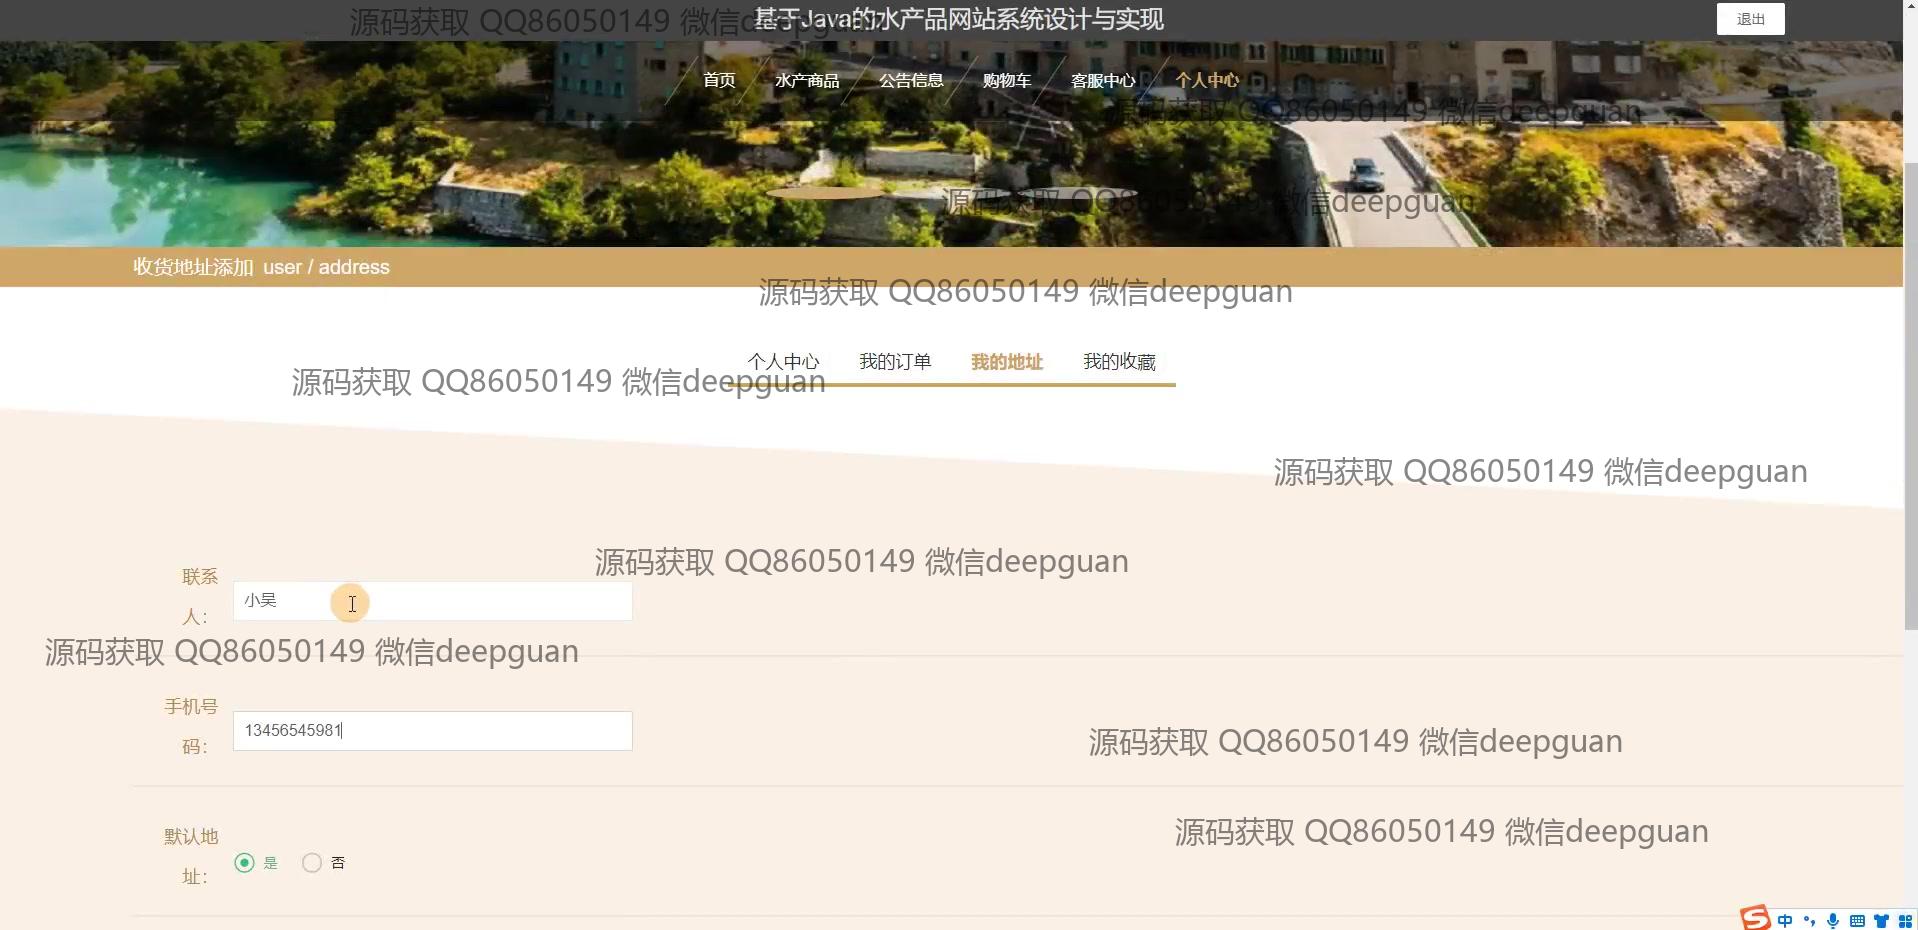 基于Java的水产品网站系统设计与实现
退出
源码获取 QQ86050149 微信deepguan
首页
水产商品
公告信息
购物车
客服中心
个人中心
源码获取 QQ86050149 微信deepguan
源码获取 QQ86050149 微信deepguan
收货地址添加 user / address
源码获取 QQ86050149 微信deepguan
个人中心
我的订单
我的地址
我的收藏
源码获取 QQ86050149 微信deepguan
源码获取 QQ86050149 微信deepguan
源码获取 QQ86050149 微信deepguan
联系
人：
小昊
源码获取 QQ86050149 微信deepguan
手机号
码：
13456545981
源码获取 QQ86050149 微信deepguan
源码获取 QQ86050149 微信deepguan
默认地
址：
是
否
中